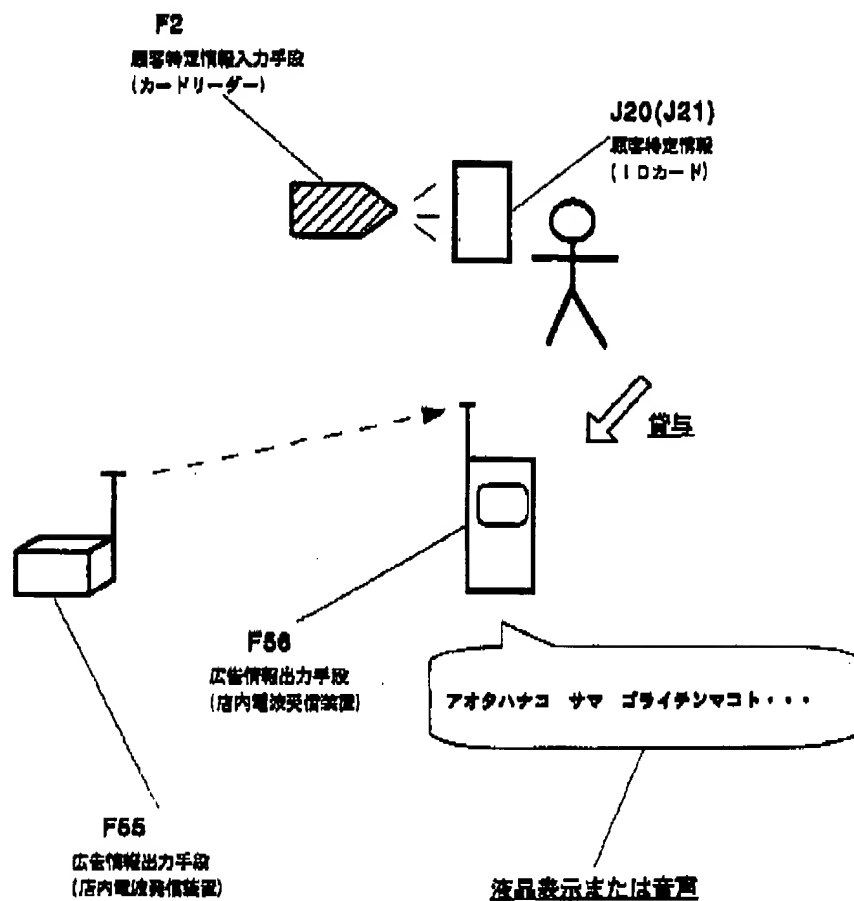 F2
顧客特定情報入力手段
(カードリーダー)
J20(J21)
顧客特定情報
(IDカード)
貸与
F56
広告情報出力手段
(店内電波受信装置)
アオタハナコ サマ ゴライテンマコト・・・
F55
広告情報出力手段
(店内電波発信装置)
液晶表示または音声